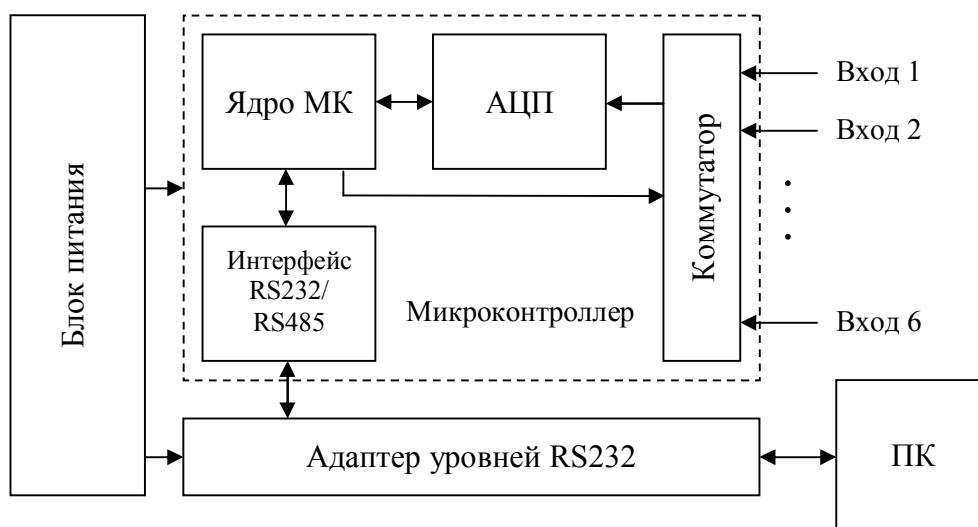 Блок питания
Ядро МК
АЦП
Коммутатор
Вход 1
Вход 2
Вход 6
Интерфейс
RS232/
RS485
Микроконтроллер
Адаптер уровней RS232
ПК